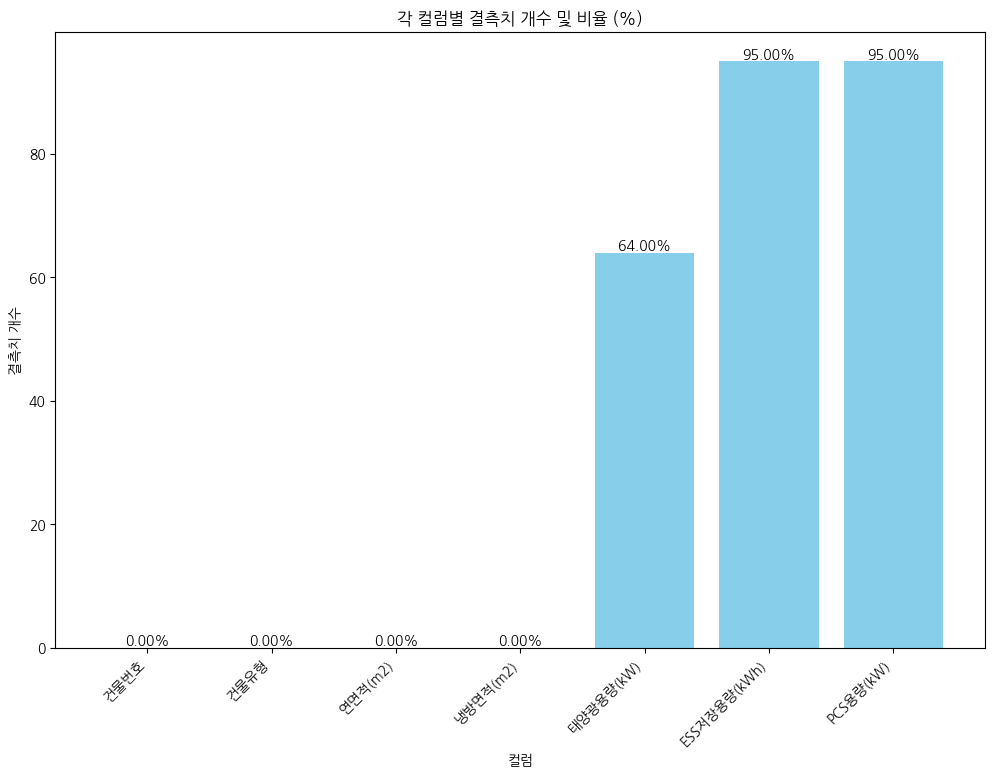 각 컬럼별 결측치 개수 및 비율 (%)
95.00%
95.00%
64.00%
0.00%
0.00%
0.00%
0.00%
80
60
40
20
0
결측치 개수
건물번호
건물유형
연면적(m2)
냉방면적(m2)
태양광용량(kW)
ESS저장용량(kWh)
PCS용량(kW)
컬럼